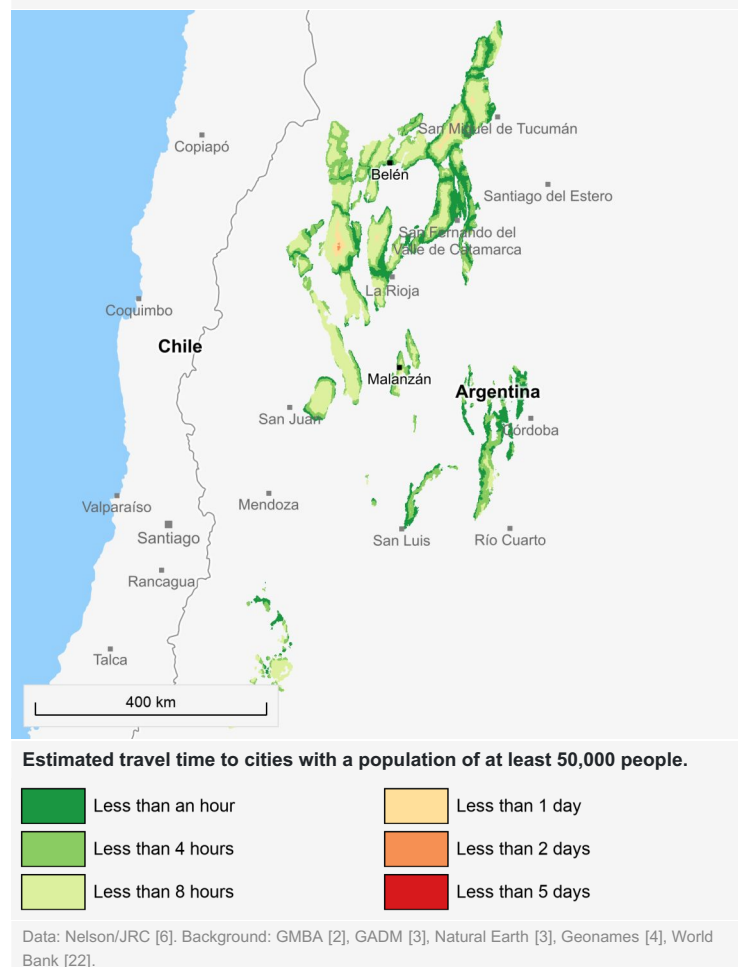 San Miguel de Tucumán
Copiapó
Belén
Santiago del Estero
San Fernando del
Valle de Catamarca
La Rioja
Coquimbo
Chile
Malanzán
Argentina
San Juan
Córdoba
Valparaíso
Mendoza
Santiago
San Luis
Río Cuarto
Rancagua
Talca
400 km
Estimated travel time to cities with a population of at least 50,000 people.
Less than an hour
Less than 1 day
Less than 4 hours
Less than 2 days
Less than 8 hours
Less than 5 days
Data: Nelson/JRC [6]. Background: GMBA [2], GADM [3], Natural Earth [3], Geonames [4], World
Bank [22].